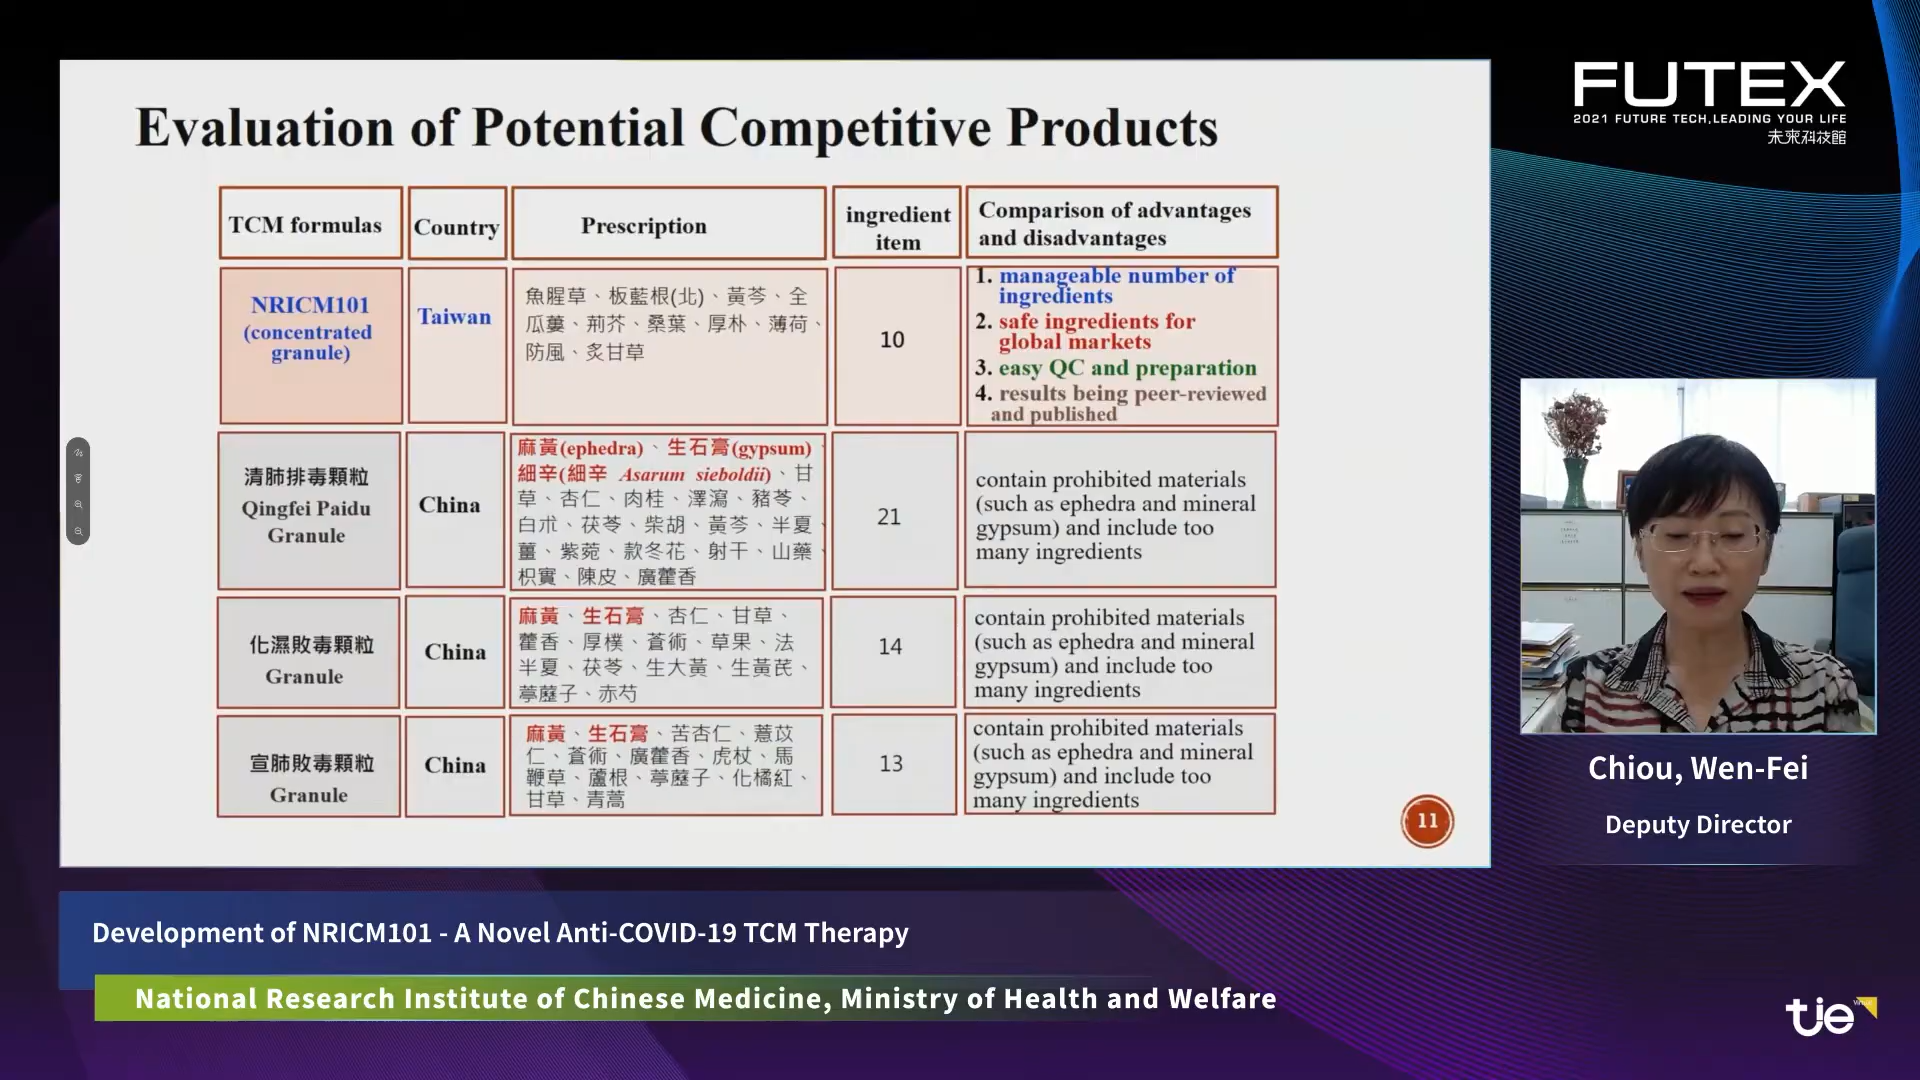 FUTEX
2021 FUTURE TECH,LEADING YOUR LIFE
未來科技館
Evaluation of Potential Competitive Products
TCM formulas
Country
Prescription
ingredient
item
Comparison of advantages
and disadvantages
NRICM101
(concentrated
granule)
Taiwan
魚腥草、板藍根(北)、黃芩、全
瓜蔞、荊芥、桑葉、厚朴、薄荷、
防風、炙甘草
10
1. manageable number of
ingredients
2. safe ingredients for
global markets
3. easy QC and preparation
4. results being peer-reviewed
and published
清肺排毒顆粒
Qingfei Paidu
Granule
China
麻黃(ephedra)、生石膏(gypsum)
細辛(細辛 Asarum sieboldii)、甘
草、杏仁、肉桂、澤瀉、豬苓、
白朮、茯苓、柴胡、黃芩、半夏、
薑、紫菀、款冬花、射干、山藥、
枳實、陳皮、廣藿香
21
contain prohibited materials
(such as ephedra and mineral
gypsum) and include too
many ingredients
化濕敗毒顆粒
Granule
China
麻黃、生石膏、杏仁、甘草、
藿香、厚樸、蒼術、草果、法
半夏、茯苓、生大黃、生黃芪、
葶藶子、赤芍
14
contain prohibited materials
(such as ephedra and mineral
gypsum) and include too
many ingredients
宣肺敗毒顆粒
Granule
China
麻黃、生石膏、苦杏仁、薏苡
仁、蒼術、廣藿香、虎杖、馬
鞭草、蘆根、葶藶子、化橘紅、
甘草、青蒿
13
contain prohibited materials
(such as ephedra and mineral
gypsum) and include too
many ingredients
11
Chiou, Wen-Fei
Deputy Director
Development of NRICM101 - A Novel Anti-COVID-19 TCM Therapy
National Research Institute of Chinese Medicine, Ministry of Health and Welfare
tie
Virtual